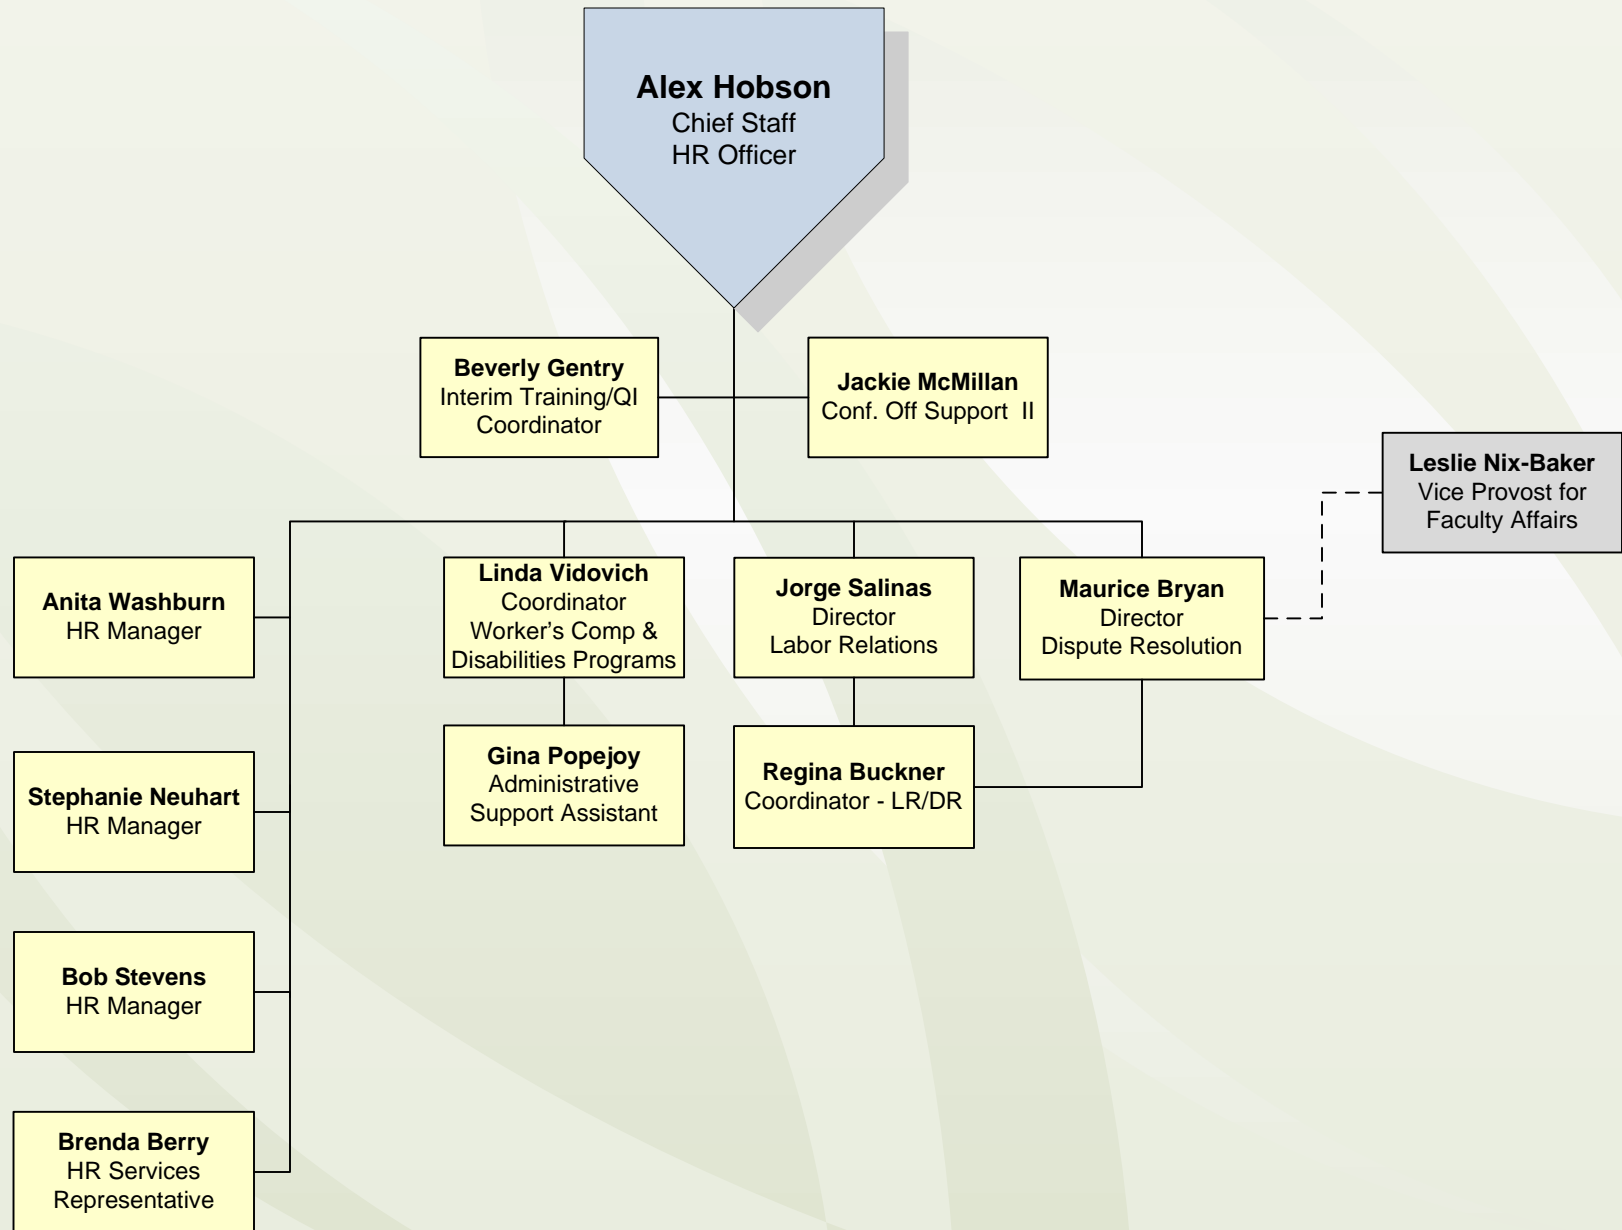 Alex Hobson
Chief Staff
HR Officer
Beverly Gentry
Interim Training/QI
Coordinator
Jackie McMillan
Conf. Off Support  II
Leslie Nix-Baker
Vice Provost for
Faculty Affairs
Anita Washburn
HR Manager
Linda Vidovich
Coordinator
Worker’s Comp &
Disabilities Programs
Jorge Salinas
Director
Labor Relations
Maurice Bryan
Director
Dispute Resolution
Stephanie Neuhart
HR Manager
Gina Popejoy
Administrative
Support Assistant
Regina Buckner
Coordinator - LR/DR
Bob Stevens
HR Manager
Brenda Berry
HR Services
Representative